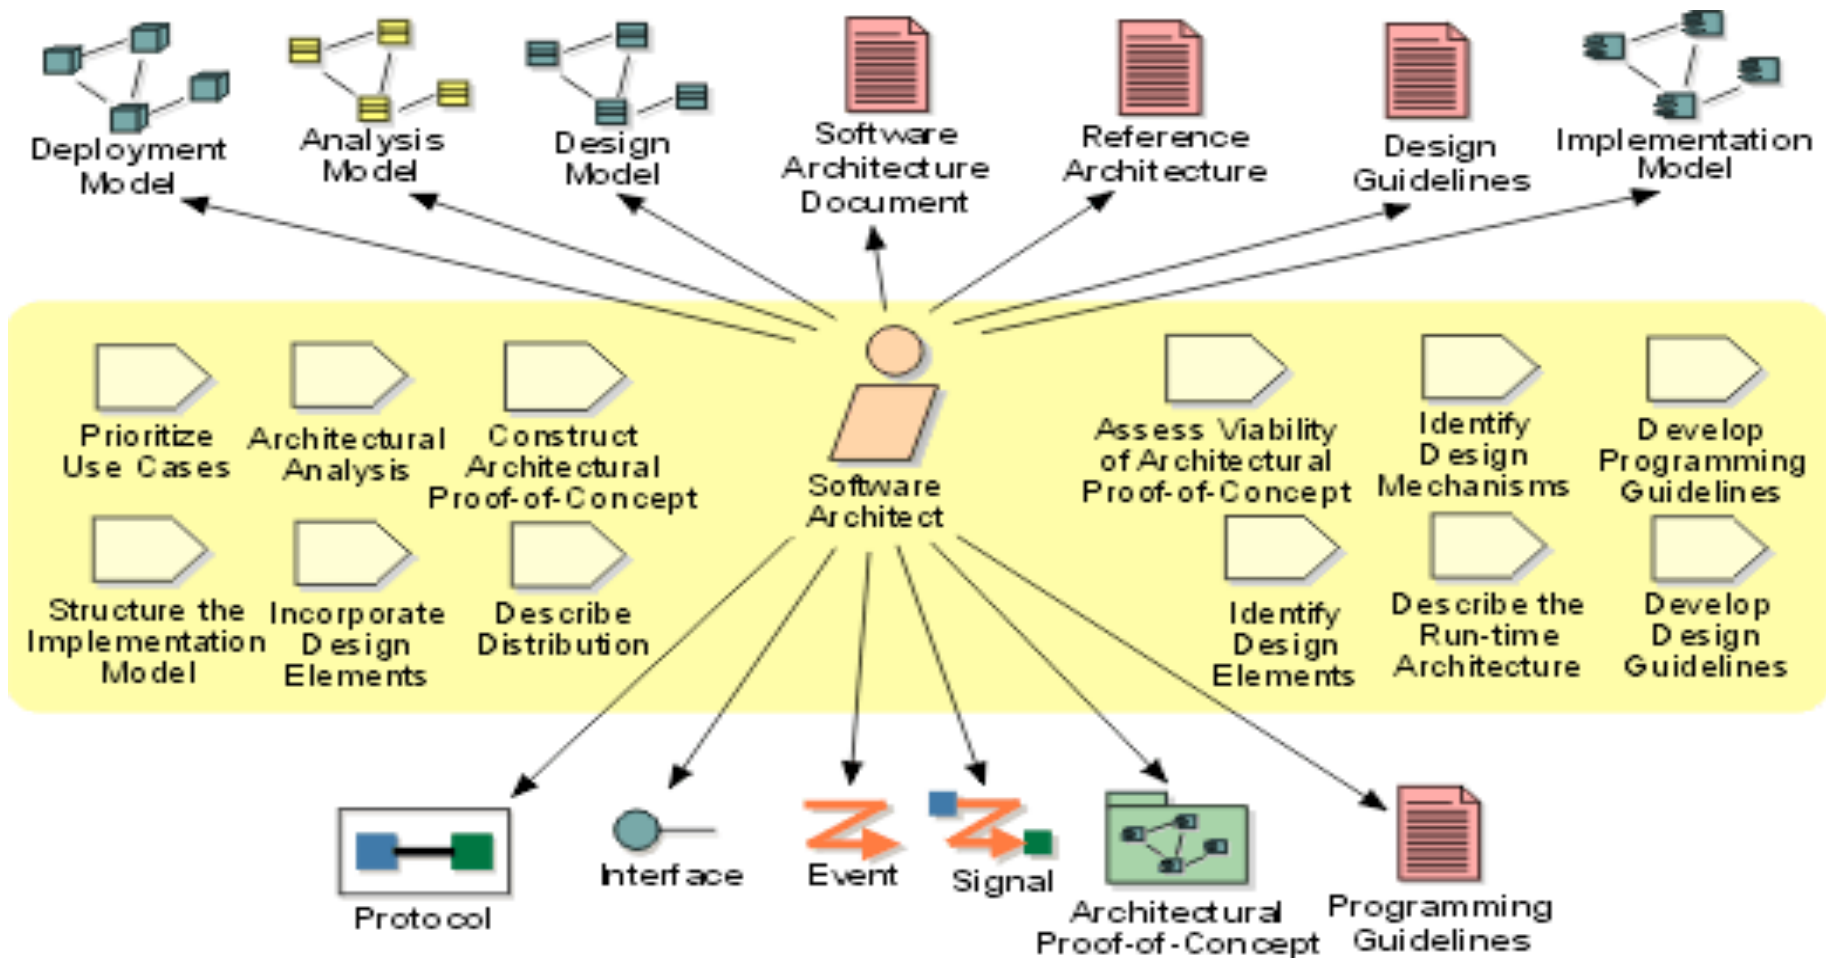 Deployment
Model
Analysis
Model
Design
Model
Software
Architecture
Document
Reference
Architecture
Design
Guidelines
Implementation
Model
Prioritize
Use Cases
Architectural
Analysis
Construct
Architectural
Proof-of-Concept
Software
Architect
Assess Viability
of Architectural
Proof-of-Concept
Identify
Design
Mechanisms
Develop
Programming
Guidelines
Structure the
Implementation
Model
Incorporate
Design
Elements
Describe
Distribution
Identify
Design
Elements
Describe the
Run-time
Architecture
Develop
Design
Guidelines
Protocol
Interface
Event
Signal
Architectural
Proof-of-Concept
Programming
Guidelines